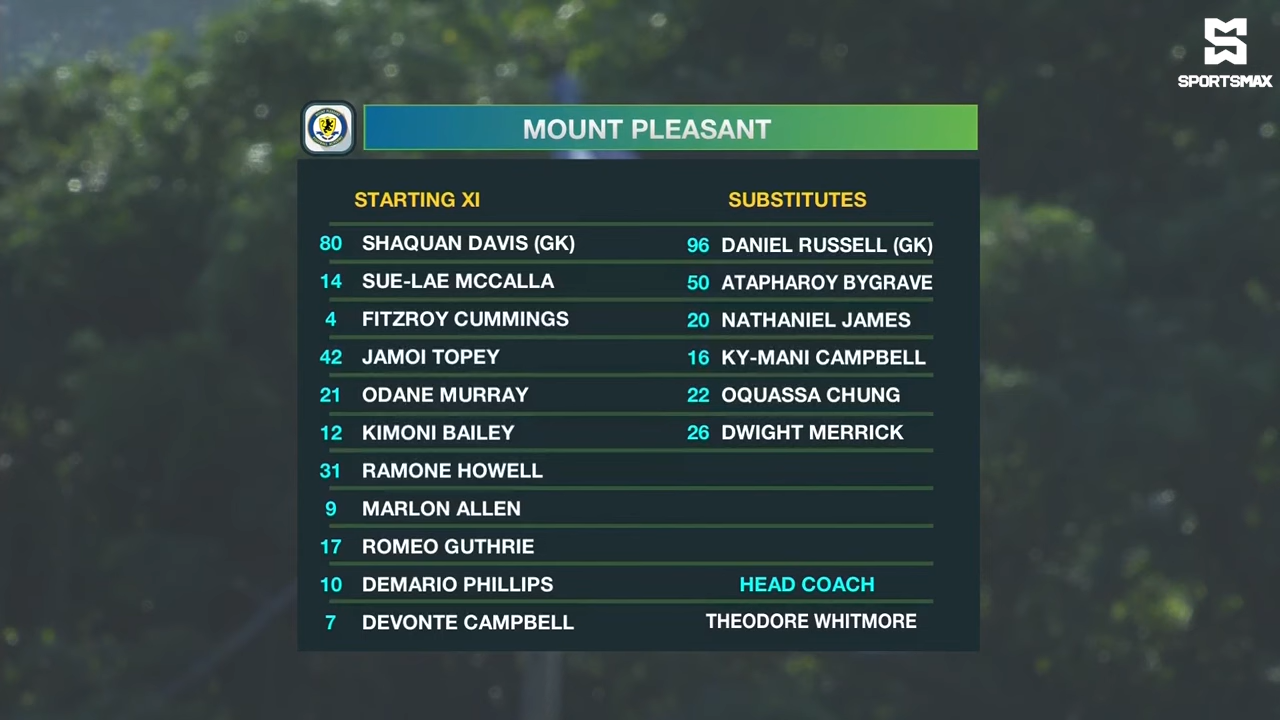 SPORTSMAX
MOUNT PLEASANT
STARTING XI
80 SHAQUAN DAVIS (GK)
14 SUE-LAE MCCALLA
4 FITZROY CUMMINGS
42 JAMOI TOPEY
21 ODANE MURRAY
12 KIMONI BAILEY
31 RAMONE HOWELL
9 MARLON ALLEN
17 ROMEO GUTHRIE
10 DEMARIO PHILLIPS
7 DEVONTE CAMPBELL
SUBSTITUTES
96 DANIEL RUSSELL (GK)
50 ATAPHAROY BYGRAVE
20 NATHANIEL JAMES
16 KY-MANI CAMPBELL
22 OQUASSA CHUNG
26 DWIGHT MERRICK
HEAD COACH
THEODORE WHITMORE